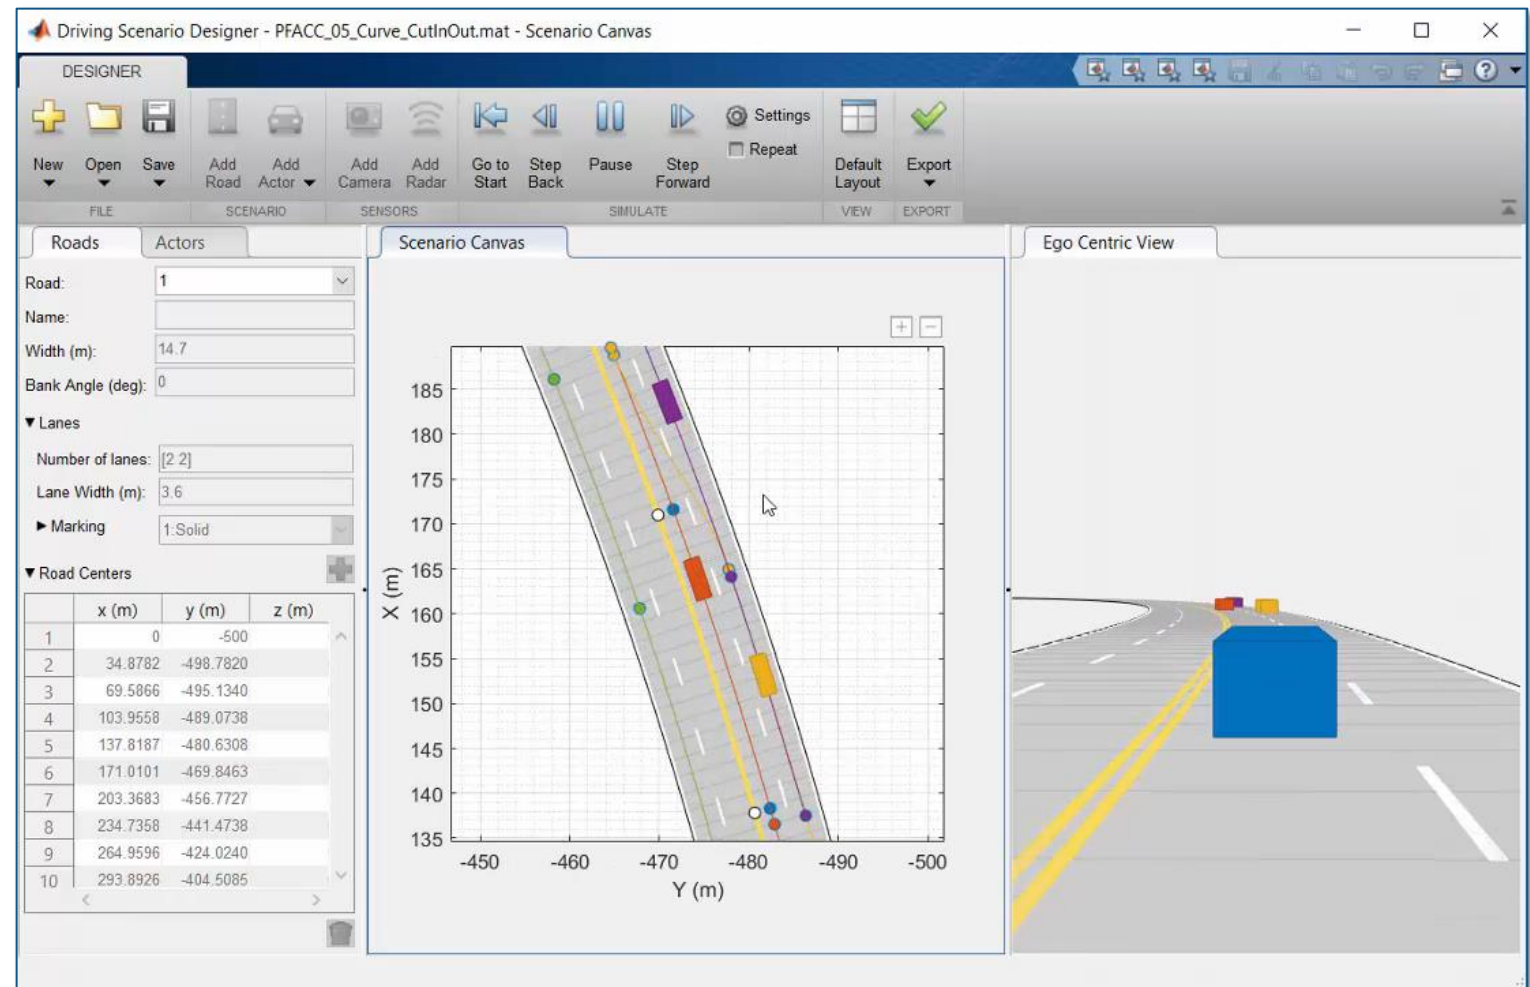 Driving Scenario Designer - PFACC_05_Curve_CutInOut.mat - Scenario Canvas
DESIGNER
New Open Save Add Road Add Actor Add Camera Add Radar Go to Start Step Back Pause Step Forward Settings Repeat Default Layout Export
FILE SCENARIO SENSORS SIMULATE VIEW EXPORT
Roads Actors
Road: 1
Name:
Width (m): 14.7
Bank Angle (deg): 0
Lanes
Number of lanes: [2 2]
Lane Width (m): 3.6
Marking 1:Solid
Road Centers
x (m) y (m) z (m)
1 0 -500
2 34.8782 -498.7820
3 69.5866 -495.1340
4 103.9558 -489.0738
5 137.8187 -480.6308
6 171.0101 -469.8463
7 203.3683 -456.7727
8 234.7358 -441.4738
9 264.9596 -424.0240
10 293.8926 -404.5085
Scenario Canvas
185
180
175
170
165
160
155
150
145
140
135
X (m)
-450 -460 -470 -480 -490 -500
Y (m)
Ego Centric View